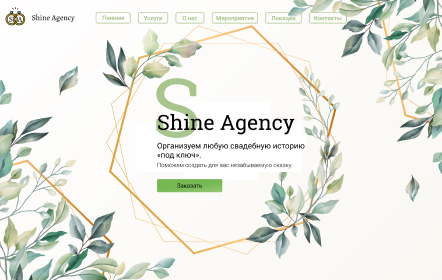 Shine Agency
Главная
Услуги
О нас
Мероприятия
Локации
Контакты
S
Shine Agency
Организуем любую свадебную историю
«под ключ».
Поможем создать для вас незабываемую сказку.
Заказать